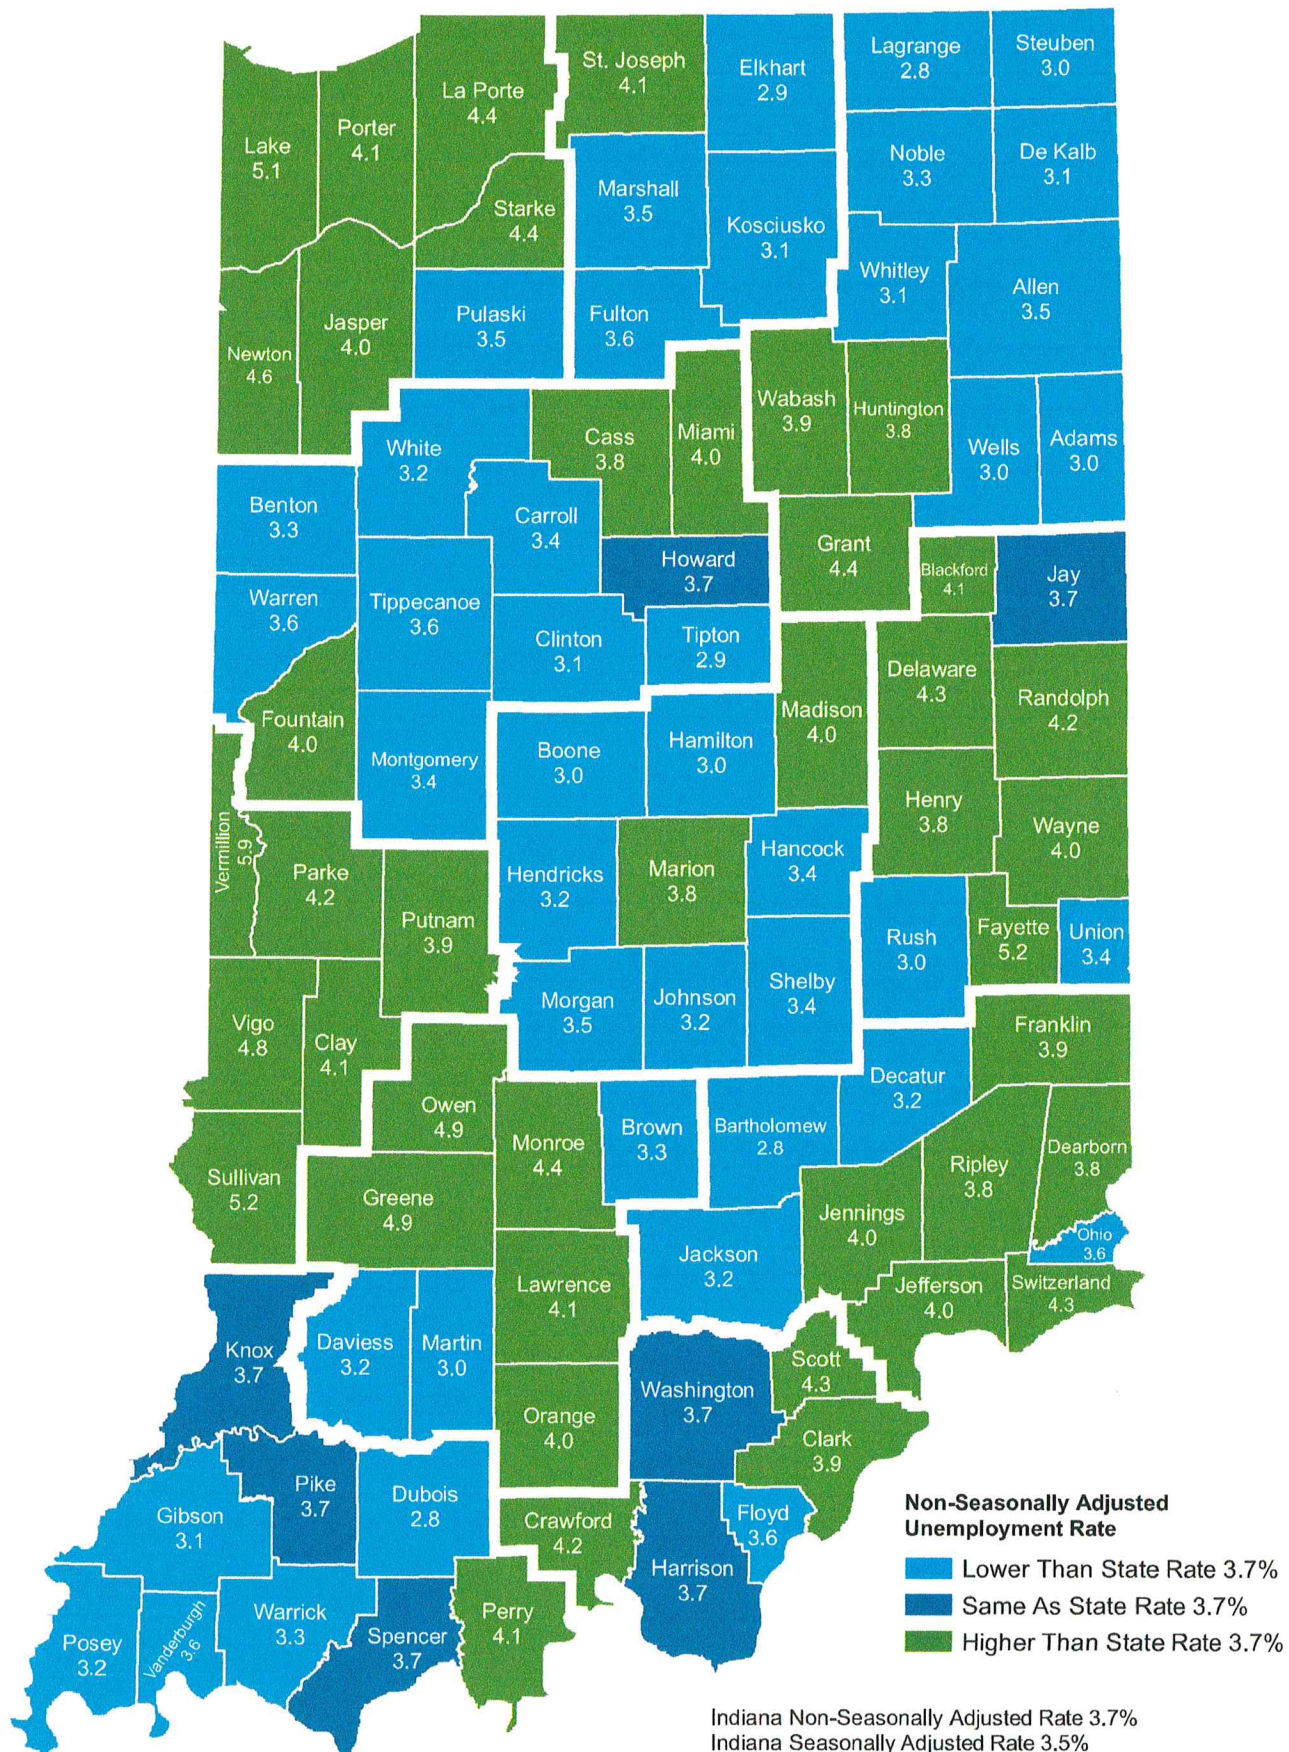 St. Joseph
4.1
Elkhart
2.9
Lagrange
2.8
Steuben
3.0
La Porte
4.4
Porter
4.1
Lake
5.1
Noble
3.3
De Kalb
3.1
Marshall
3.5
Starke
4.4
Kosciusko
3.1
Whitley
3.1
Allen
3.5
Pulaski
3.5
Fulton
3.6
Jasper
4.0
Newton
4.6
Wabash
3.9
Huntington
3.8
White
3.2
Cass
3.8
Miami
4.0
Wells
3.0
Adams
3.0
Benton
3.3
Carroll
3.4
Grant
4.4
Howard
3.7
Blackford
4.1
Jay
3.7
Warren
3.6
Tippecanoe
3.6
Clinton
3.1
Tipton
2.9
Delaware
4.3
Randolph
4.2
Fountain
4.0
Madison
4.0
Montgomery
3.4
Boone
3.0
Hamilton
3.0
Henry
3.8
Wayne
4.0
Vermillion
5.9
Parke
4.2
Hendricks
3.2
Marion
3.8
Hancock
3.4
Putnam
3.9
Rush
3.0
Fayette
5.2
Union
3.4
Morgan
3.5
Johnson
3.2
Shelby
3.4
Vigo
4.8
Clay
4.1
Franklin
3.9
Owen
4.9
Decatur
3.2
Monroe
4.4
Brown
3.3
Bartholomew
2.8
Sullivan
5.2
Greene
4.9
Ripley
3.8
Dearborn
3.8
Jennings
4.0
Ohio
3.6
Jackson
3.2
Lawrence
4.1
Jefferson
4.0
Switzerland
4.3
Knox
3.7
Daviess
3.2
Martin
3.0
Scott
4.3
Washington
3.7
Orange
4.0
Clark
3.9
Pike
3.7
Dubois
2.8
Gibson
3.1
Crawford
4.2
Floyd
3.6
Harrison
3.7
Posey
3.2
Vanderburgh
3.6
Warrick
3.3
Spencer
3.7
Perry
4.1
Non-Seasonally Adjusted
Unemployment Rate
Lower Than State Rate 3.7%
Same As State Rate 3.7%
Higher Than State Rate 3.7%
Indiana Non-Seasonally Adjusted Rate 3.7%
Indiana Seasonally Adjusted Rate 3.5%